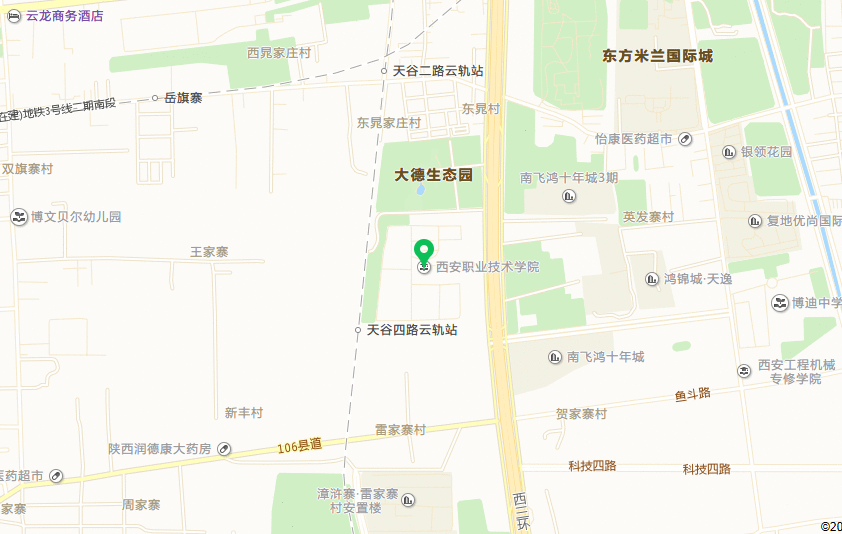 云龙商务酒店
西晁家庄村
东方米兰国际城
天谷二路云轨站
岳旗寨
在建)地铁3号线二期南段
东晁村
东晁家庄村
怡康医药超市
银领花园
双旗寨村
大德生态园
南飞鸿十年城3期
博文贝尔幼儿园
英发寨村
复地优尚国际
王家寨
西安职业技术学院
鸿锦城·天逸
博迪中学
天谷四路云轨站
南飞鸿十年城
西安工程机械
专修学院
鱼斗路
新丰村
贺家寨村
雷家寨村
陕西润德康大药房
106县道
科技四路
科技四路
医药超市
漳浒寨·雷家寨
村安置楼
西三环
周家寨
家寨
©20